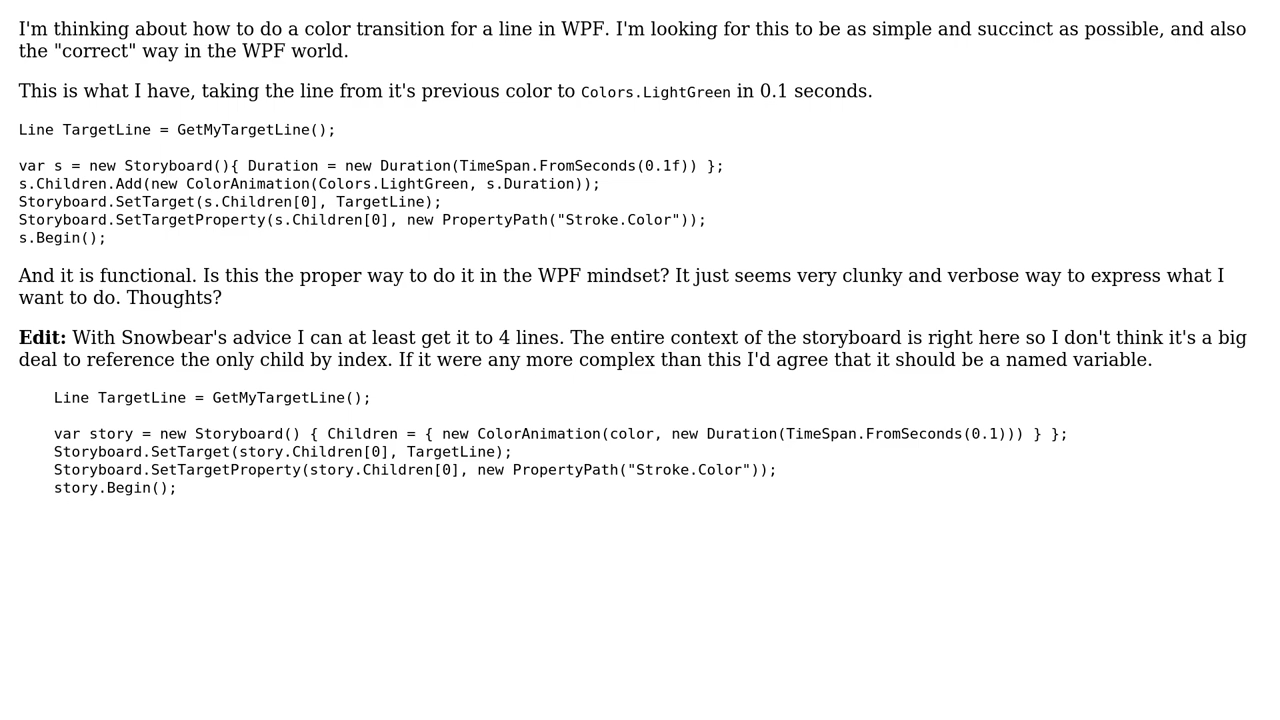 I'm thinking about how to do a color transition for a line in WPF. I'm looking for this to be as simple and succinct as possible, and also
the "correct" way in the WPF world.
This is what I have, taking the line from it's previous color to Colors.LightGreen in 0.1 seconds.
Line TargetLine = GetMyTargetLine();
var s = new Storyboard(){ Duration = new Duration(TimeSpan.FromSeconds(0.1f)) };
s.Children.Add(new ColorAnimation(Colors.LightGreen, s.Duration));
Storyboard.SetTarget(s.Children[0], TargetLine);
Storyboard.SetTargetProperty(s.Children[0], new PropertyPath("Stroke.Color"));
s.Begin();
And it is functional. Is this the proper way to do it in the WPF mindset? It just seems very clunky and verbose way to express what I
want to do. Thoughts?
Edit: With Snowbear's advice I can at least get it to 4 lines. The entire context of the storyboard is right here so I don't think it's a big
deal to reference the only child by index. If it were any more complex than this I'd agree that it should be a named variable.
Line TargetLine = GetMyTargetLine();
var story = new Storyboard() { Children = { new ColorAnimation(color, new Duration(TimeSpan.FromSeconds(0.1))) } };
Storyboard.SetTarget(story.Children[0], TargetLine);
Storyboard.SetTargetProperty(story.Children[0], new PropertyPath("Stroke.Color"));
story.Begin();